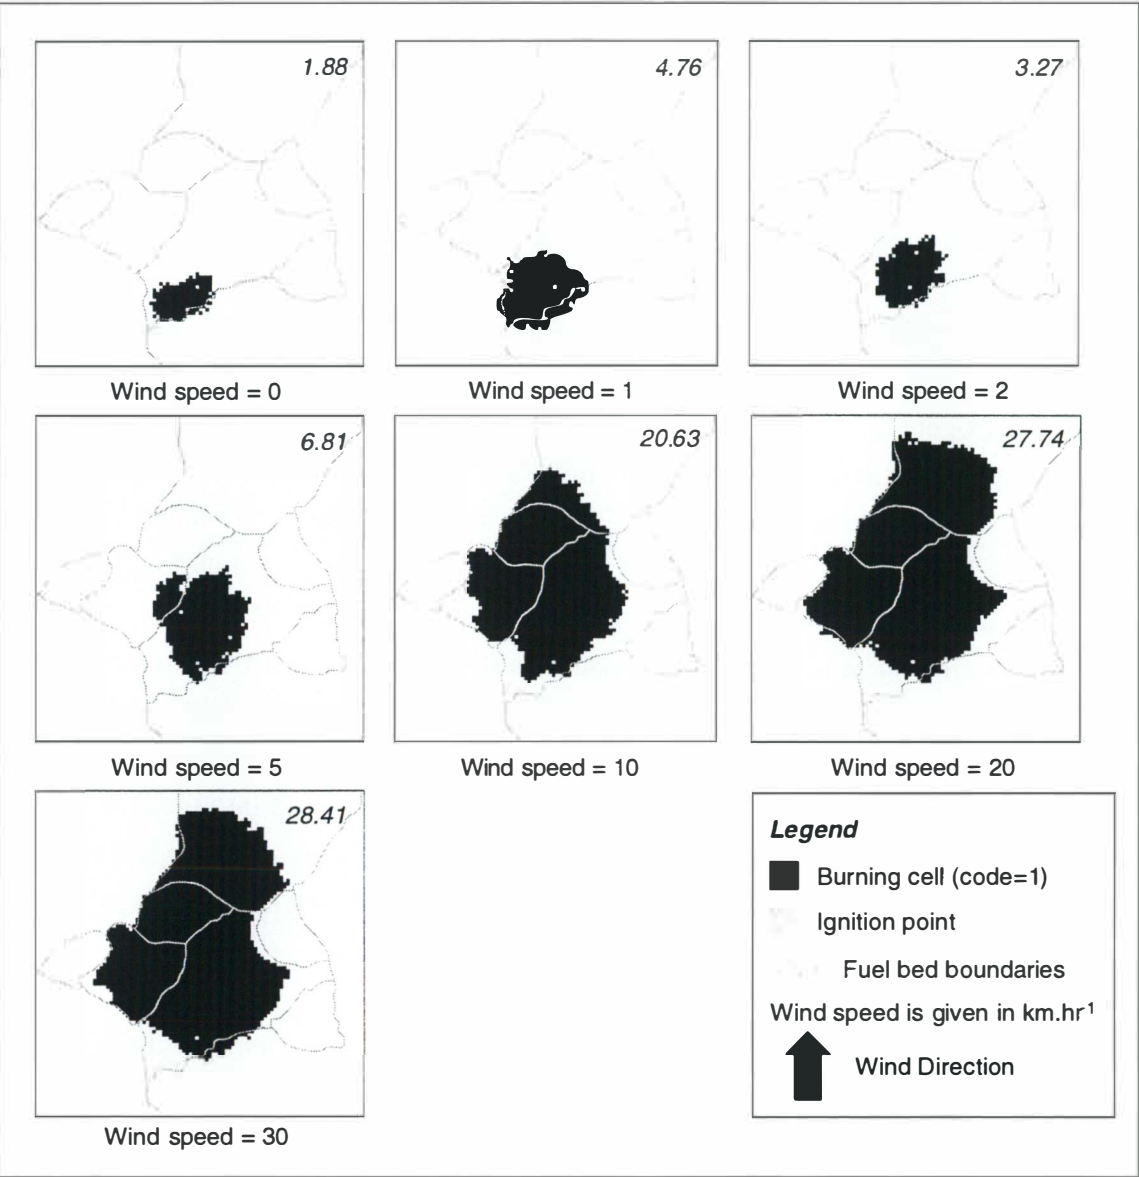 1.88
4.76
3.27
Wind speed = 0
Wind speed = 1
Wind speed = 2
6.81
20.63
27.74
Wind speed = 5
Wind speed = 10
Wind speed = 20
28.41
Legend
Burning cell (code=1)
Ignition point
Fuel bed boundaries
Wind speed is given in km.hr¹
Wind Direction
Wind speed = 30